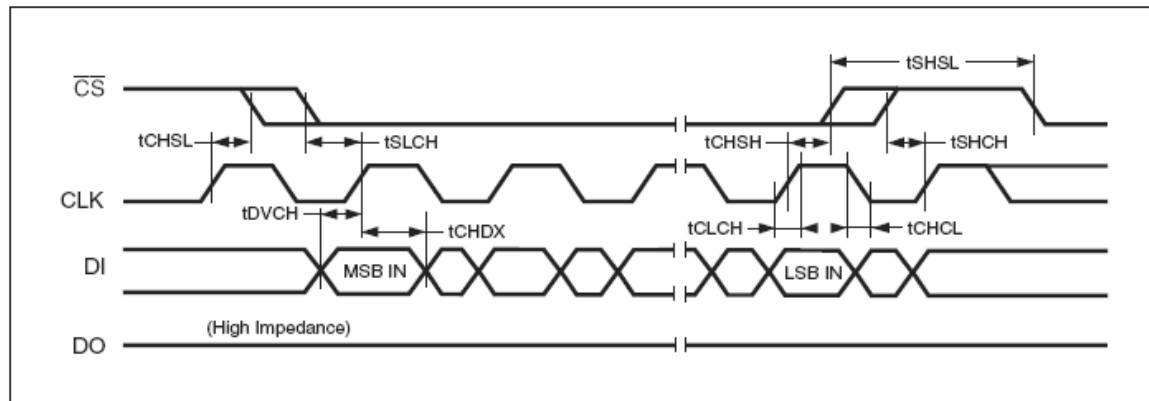 tSHSL
CS
tCHSL
tSLCH
tCHSH
tSHCH
CLK
tDVCH
tCHDX
tCLCH
tCHCL
DI
MSB IN
LSB IN
(High Impedance)
DO